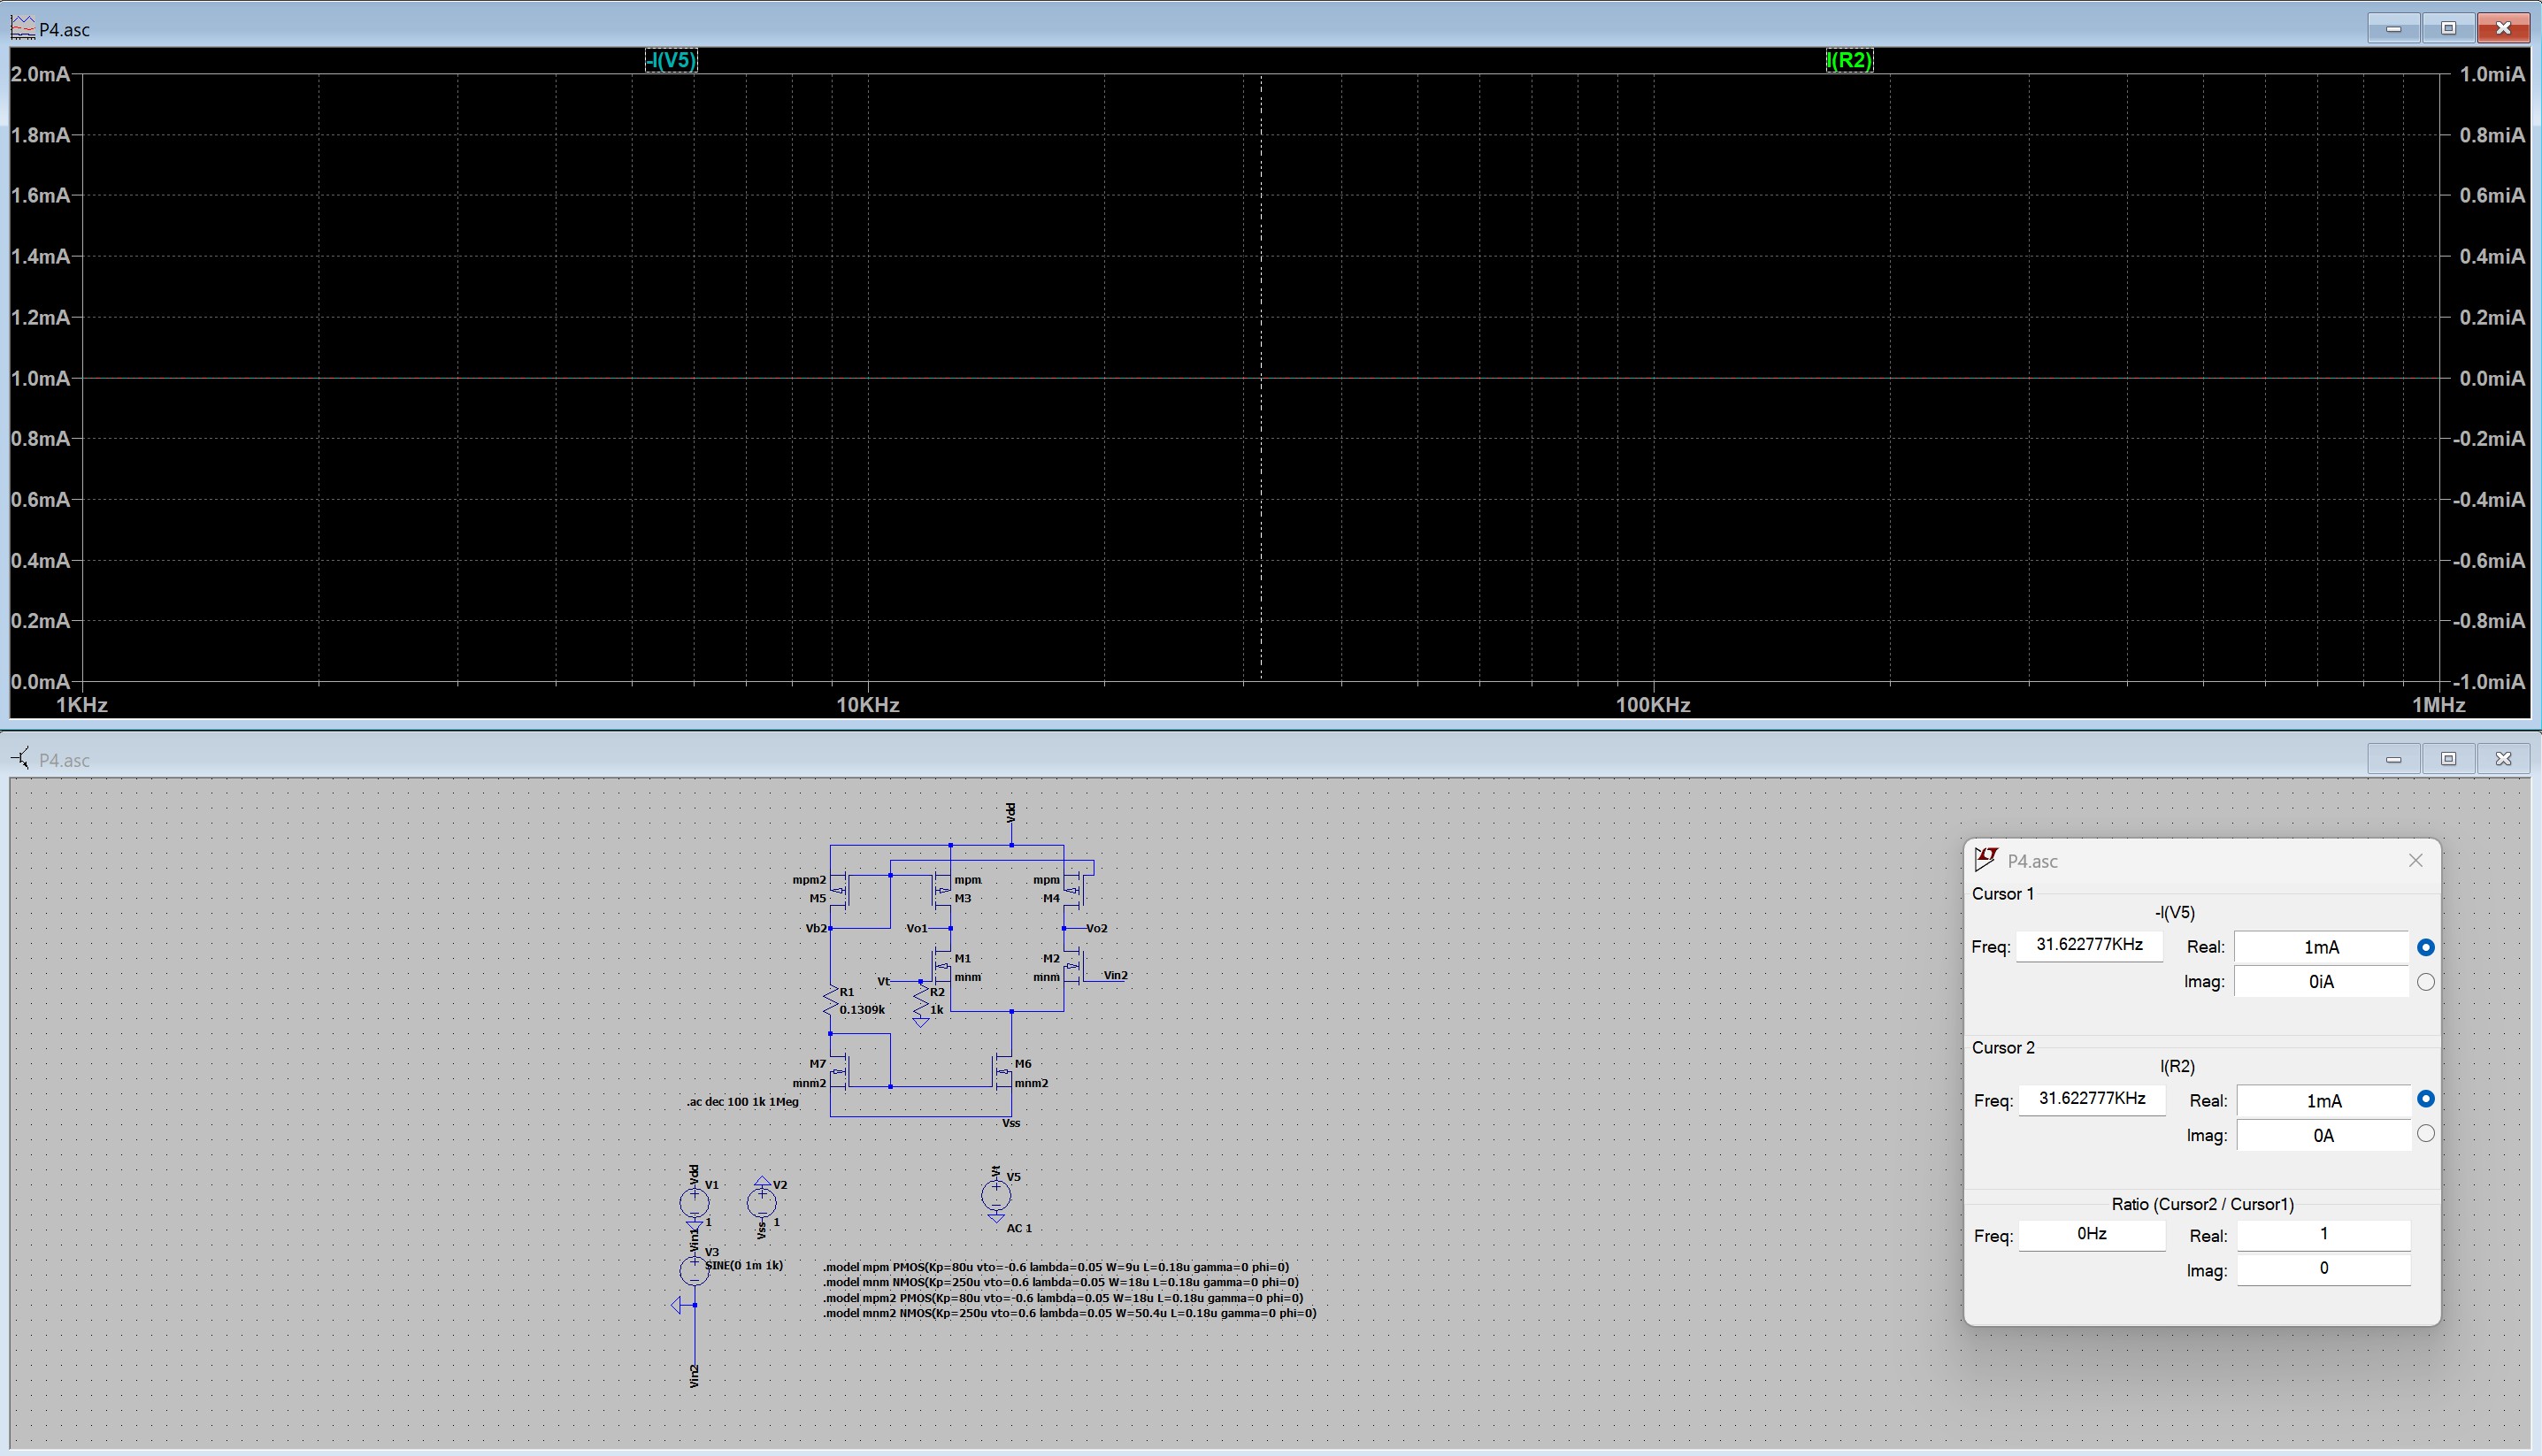 P4.asc
-I(V5)
I(R2)
2.0mA
1.8mA
1.6mA
1.4mA
1.2mA
1.0mA
0.8mA
0.6mA
0.4mA
0.2mA
0.0mA
1.0miA
0.8miA
0.6miA
0.4miA
0.2miA
0.0miA
-0.2miA
-0.4miA
-0.6miA
-0.8miA
-1.0miA
1KHz
10KHz
100KHz
1MHz
P4.asc
Vdd
mpm2
M5
mpm
M3
mpm
M4
Vb2
Vo1
Vo2
M1
mnm
M2
mnm
Vt
Vin2
R1
0.1309k
R2
1k
M7
mnm2
M6
mnm2
.ac dec 100 1k 1Meg
Vss
Vdd
V1
1
V2
1
Vss
Vt
V5
AC 1
Vin1
V3
SINE(0 1m 1k)
Vin2
.model mpm PMOS(Kp=80u vto=-0.6 lambda=0.05 W=9u L=0.18u gamma=0 phi=0)
.model mnm NMOS(Kp=250u vto=0.6 lambda=0.05 W=18u L=0.18u gamma=0 phi=0)
.model mpm2 PMOS(Kp=80u vto=-0.6 lambda=0.05 W=18u L=0.18u gamma=0 phi=0)
.model mnm2 NMOS(Kp=250u vto=0.6 lambda=0.05 W=50.4u L=0.18u gamma=0 phi=0)
P4.asc
Cursor 1
-I(V5)
Freq: 31.622777KHz Real: 1mA
Imag: 0iA
Cursor 2
I(R2)
Freq: 31.622777KHz Real: 1mA
Imag: 0A
Ratio (Cursor2 / Cursor1)
Freq: 0Hz Real: 1
Imag: 0